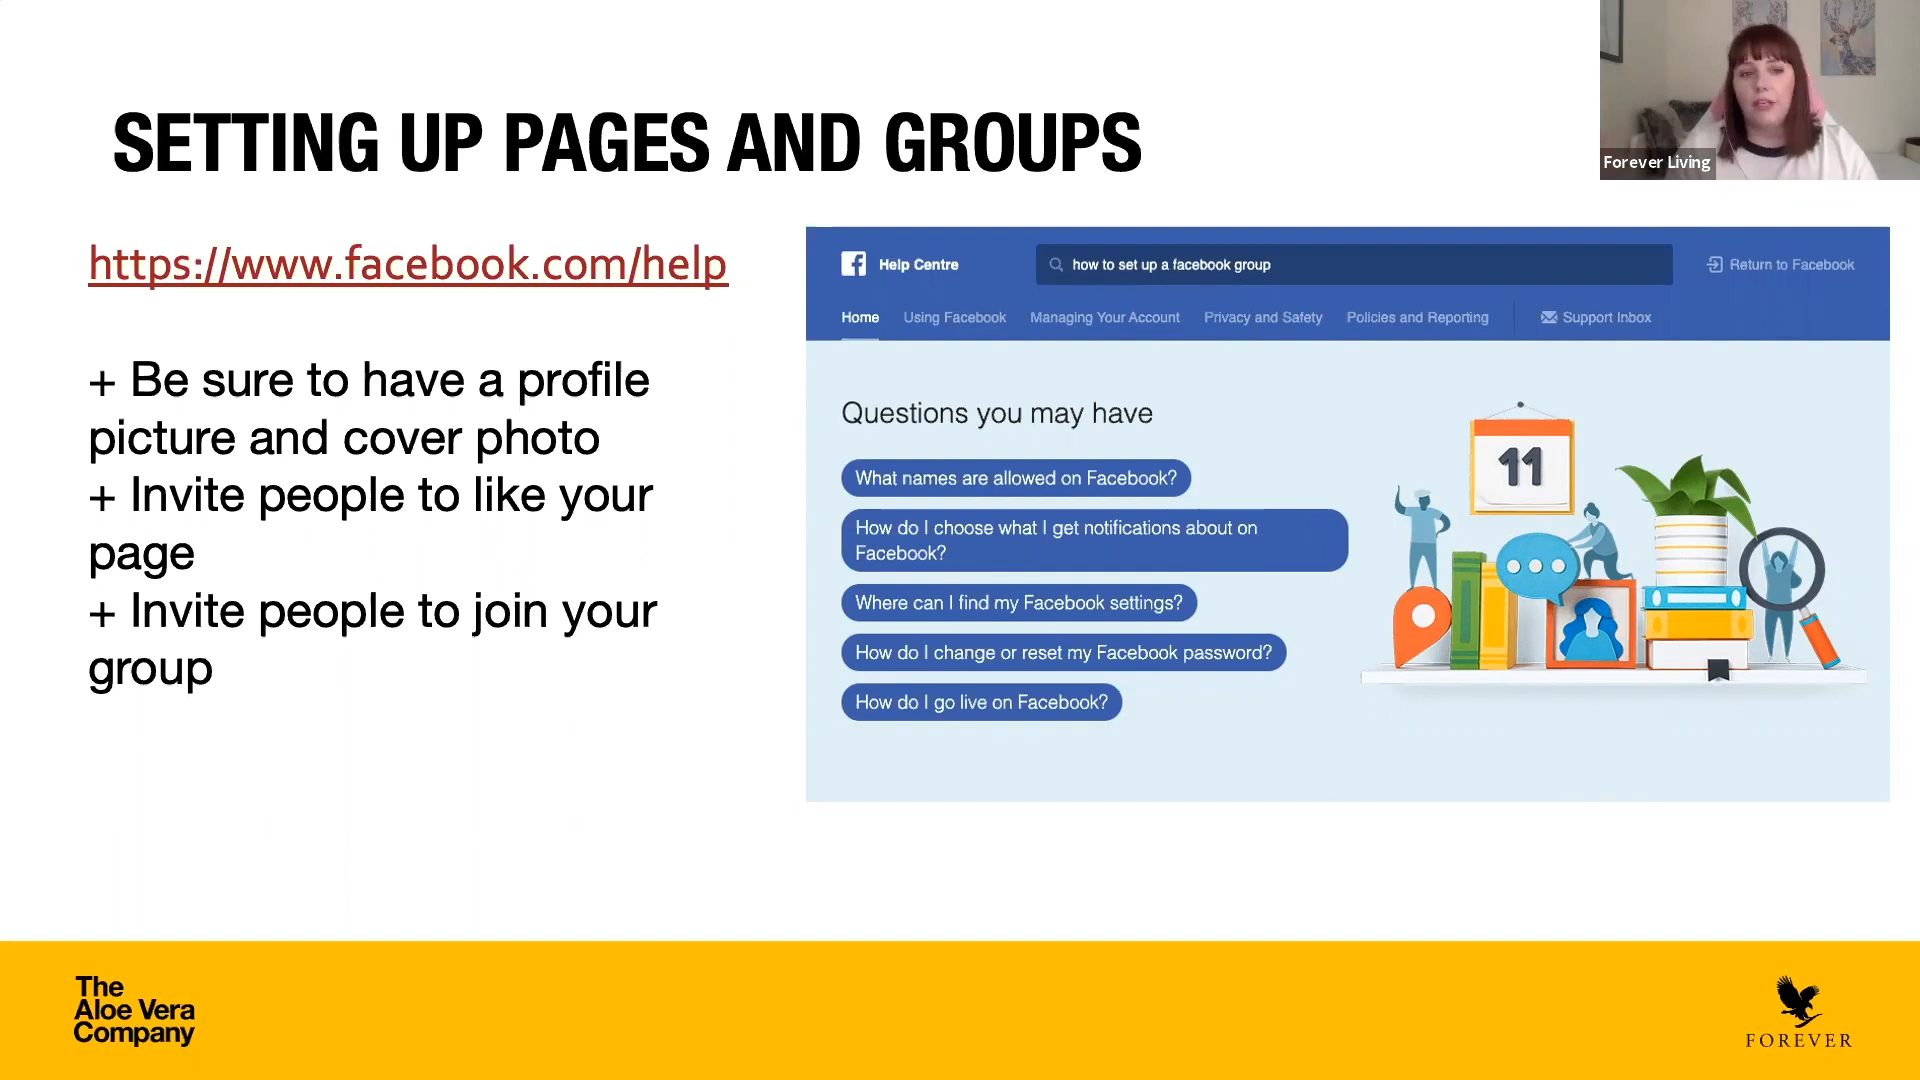 SETTING UP PAGES AND GROUPS
Forever Living
https://www.facebook.com/help
+ Be sure to have a profile
picture and cover photo
+ Invite people to like your
page
+ Invite people to join your
group
Help Centre
how to set up a facebook group
Return to Facebook
Home Using Facebook Managing Your Account Privacy and Safety Policies and Reporting Support Inbox
Questions you may have
What names are allowed on Facebook?
How do I choose what I get notifications about on
Facebook?
Where can I find my Facebook settings?
How do I change or reset my Facebook password?
How do I go live on Facebook?
11
The
Aloe Vera
Company
FOREVER